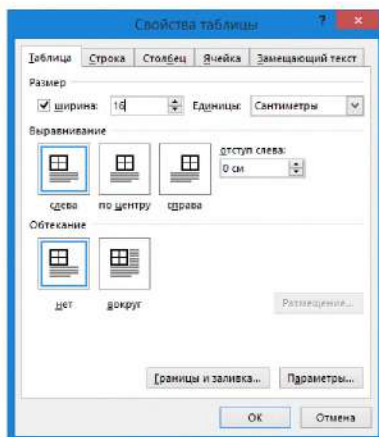 Свойства таблицы ?
Таблица Строка Столбец Ячейка Замещающий текст
Размер
ширина: 16 Единицы: Сантиметры
Выравнивание
отступ слева:
0 см
слева по центру справа
Обтекание
нет вокруг
Размещение...
Границы и заливка... Параметры...
ОК Отмена